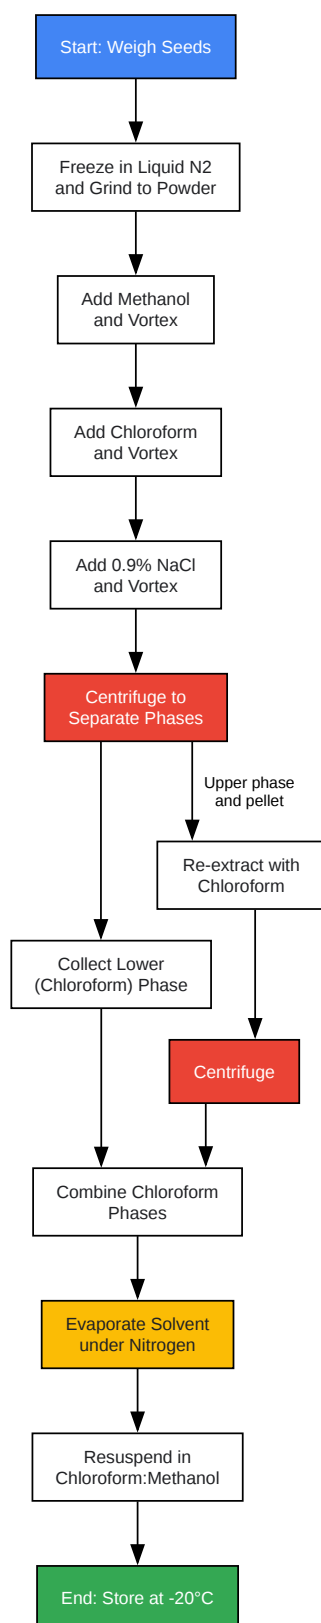 Start: Weigh Seeds
Freeze in Liquid N2
and Grind to Powder
Add Methanol
and Vortex
Add Chloroform
and Vortex
Add 0.9% NaCl
and Vortex
Centrifuge to
Separate Phases
Upper phase
and pellet
Re-extract with
Chloroform
Collect Lower
(Chloroform) Phase
Centrifuge
Combine Chloroform
Phases
Evaporate Solvent
under Nitrogen
Resuspend in
Chloroform:Methanol
End: Store at -20°C